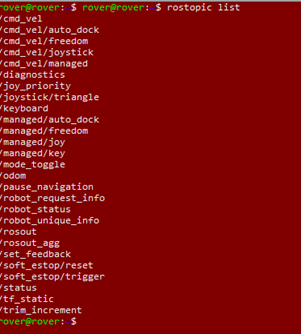 rover@rover: $ rover@rover: $ rostopic list
/cmd_vel
/cmd_vel/auto_dock
/cmd_vel/freedom
/cmd_vel/joystick
/cmd_vel/managed
/diagnostics
/joy_priority
/joystick/triangle
/keyboard
/managed/auto_dock
/managed/freedom
/managed/joy
/managed/key
/mode_toggle
/odom
/pause_navigation
/robot_request_info
/robot_status
/robot_unique_info
/rosout
/rosout_agg
/set_feedback
/soft_estop/reset
/soft_estop/trigger
/status
/tf_static
/trim_increment
rover@rover: $